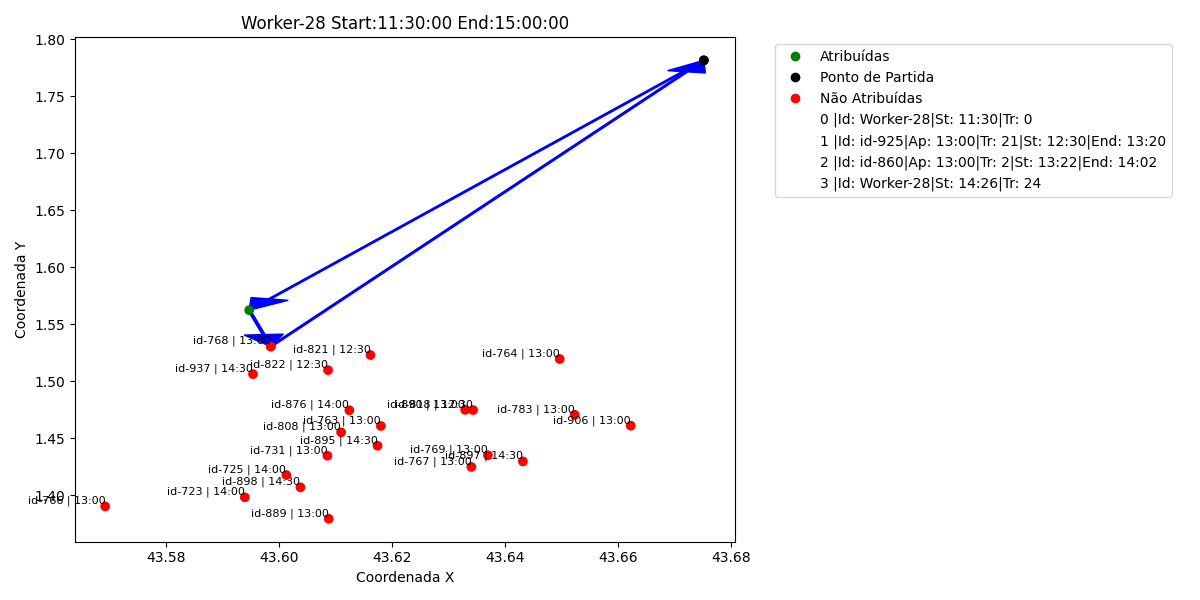 Worker-28 Start:11:30:00 End:15:00:00
Atribuídas
Ponto de Partida
Não Atribuídas
0 |Id: Worker-28|St: 11:30|Tr: 0
1 |Id: id-925|Ap: 13:00|Tr: 21|St: 12:30|End: 13:20
2 |Id: id-860|Ap: 13:00|Tr: 2|St: 13:22|End: 14:02
3 |Id: Worker-28|St: 14:26|Tr: 24
Coordenada Y
1.80
1.75
1.70
1.65
1.60
1.55
1.50
1.45
1.40
id-768 | 13:00
id-821 | 12:30
id-764 | 13:00
id-937 | 14:30
id-822 | 12:30
id-876 | 14:00
id-783 | 13:00
id-763 | 13:00
id-906 | 13:00
id-808 | 13:00
id-895 | 14:30
id-769 | 13:00
id-731 | 13:00
id-897 | 14:30
id-767 | 13:00
id-725 | 14:00
id-898 | 14:30
id-723 | 14:00
id-766 | 13:00
id-889 | 13:00
43.58
43.60
43.62
43.64
43.66
43.68
Coordenada X